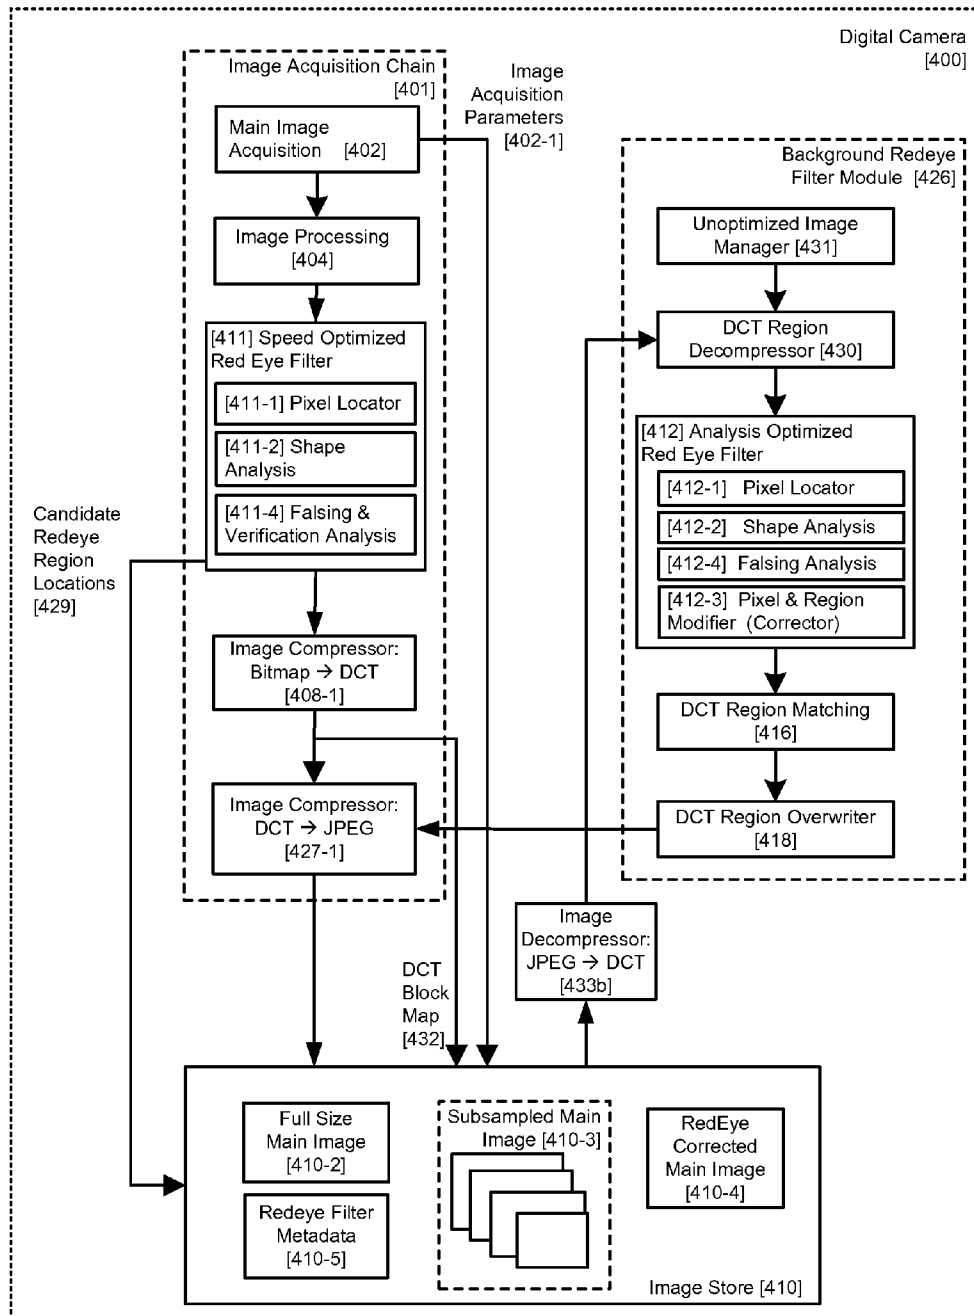 Digital Camera
[400]
Image Acquisition Chain
[401]
Image
Acquisition
Parameters
[402-1]
Main Image
Acquisition [402]
Image Processing
[404]
[411] Speed Optimized
Red Eye Filter
[411-1] Pixel Locator
[411-2] Shape
Analysis
[411-4] Falsing &
Verification Analysis
Candidate
Redeye
Region
Locations
[429]
Image Compressor:
Bitmap → DCT
[408-1]
Image Compressor:
DCT → JPEG
[427-1]
Background Redeye
Filter Module [426]
Unoptimized Image
Manager [431]
DCT Region
Decompressor [430]
[412] Analysis Optimized
Red Eye Filter
[412-1] Pixel Locator
[412-2] Shape Analysis
[412-4] Falsing Analysis
[412-3] Pixel & Region
Modifier (Corrector)
DCT Region Matching
[416]
DCT Region Overwriter
[418]
Image
Decompressor:
JPEG → DCT
[433b]
DCT
Block
Map
[432]
Full Size
Main Image
[410-2]
Redeye Filter
Metadata
[410-5]
Subsampled Main
Image [410-3]
RedEye
Corrected
Main Image
[410-4]
Image Store [410]